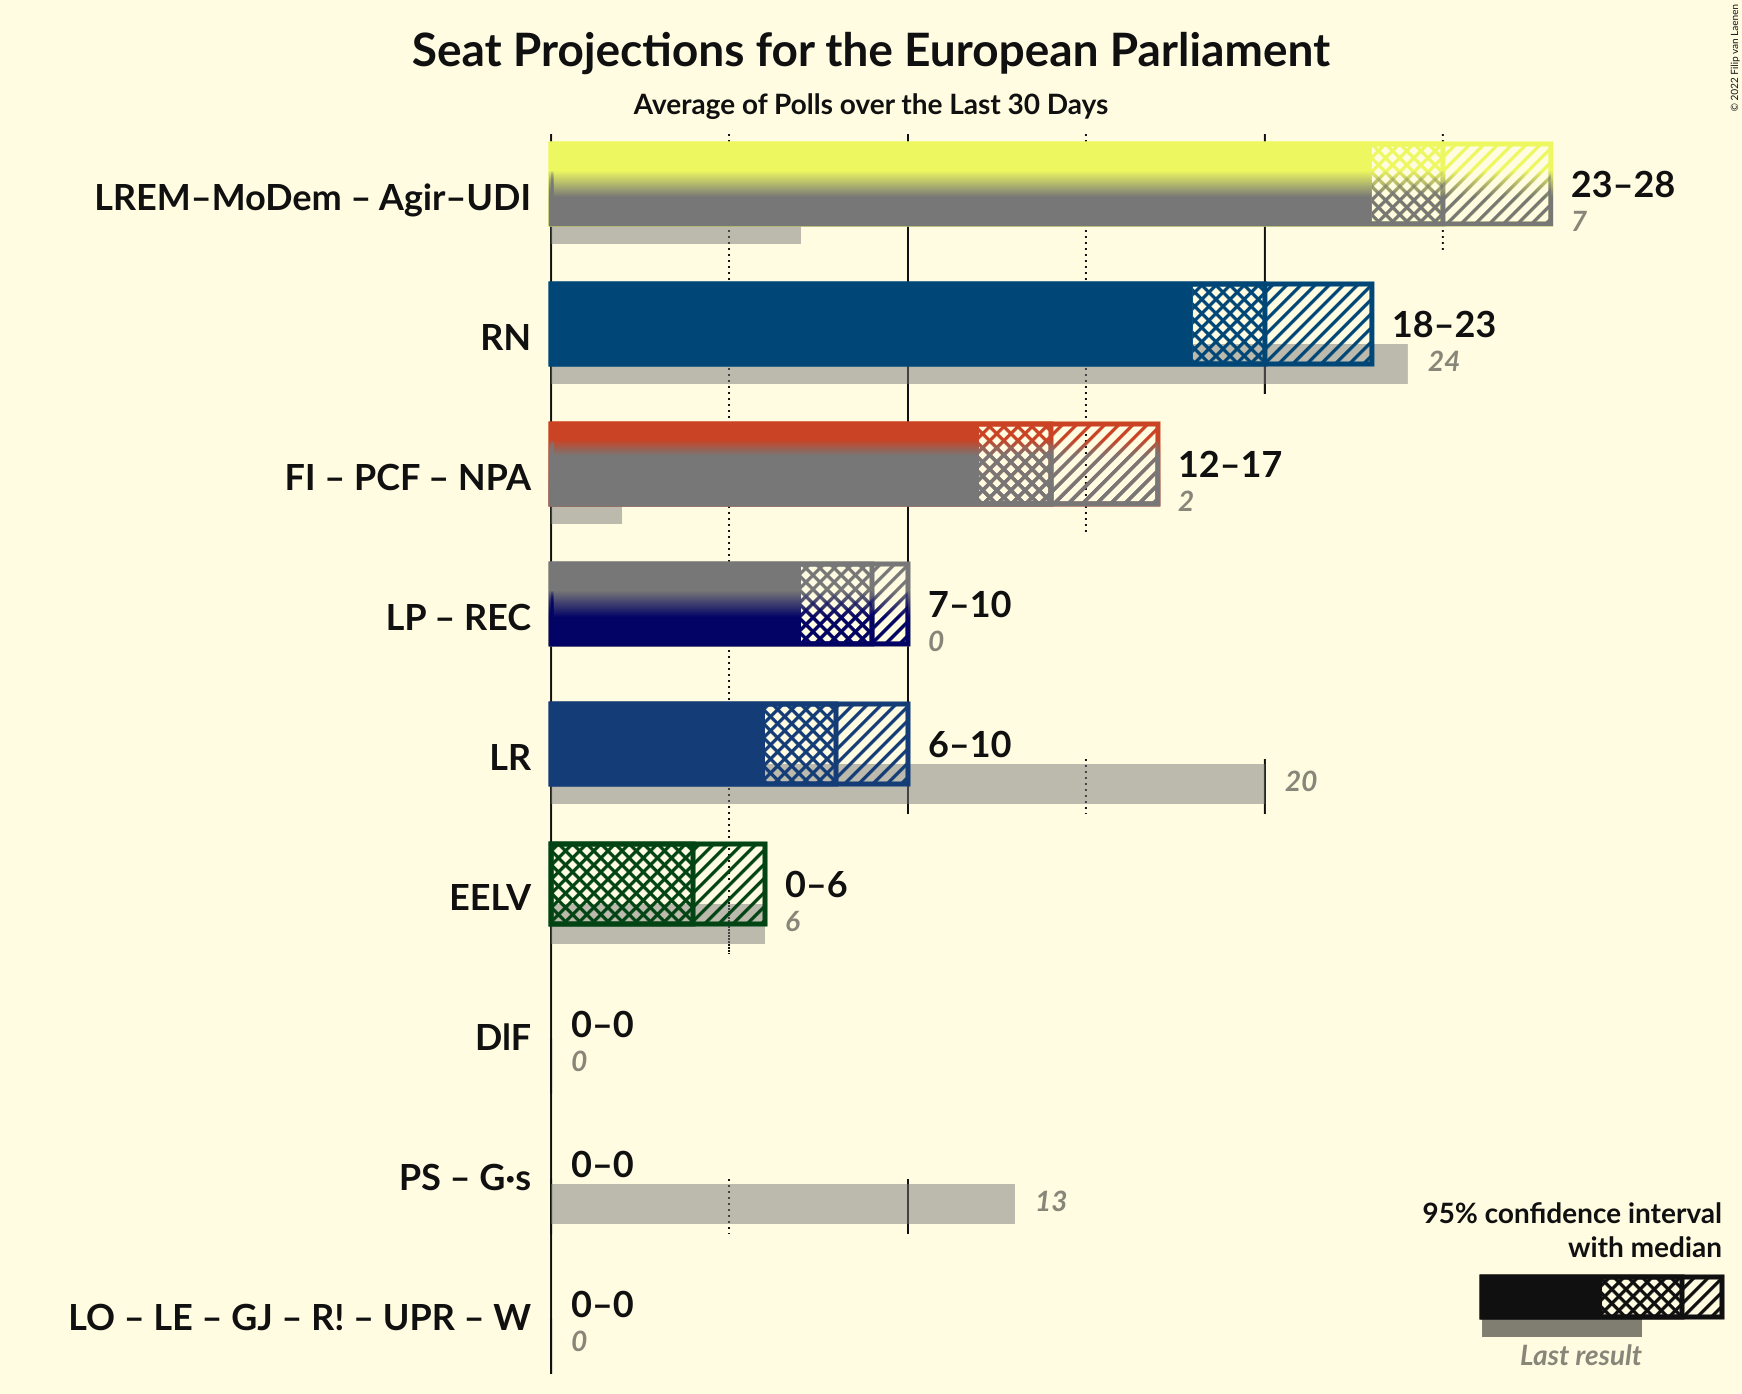 Seat Projections for the European Parliament
Average of Polls over the Last 30 Days
© 2022 Filip van Laenen
LREM–MoDem – Agir–UDI
23–28
7
RN
18–23
24
FI – PCF – NPA
12–17
2
LP – REC
7–10
0
LR
6–10
20
EELV
0–6
6
DlF
0–0
0
PS – G·s
0–0
13
LO – LE – GJ – R! – UPR – W
0–0
0
95% confidence interval
with median
Last result